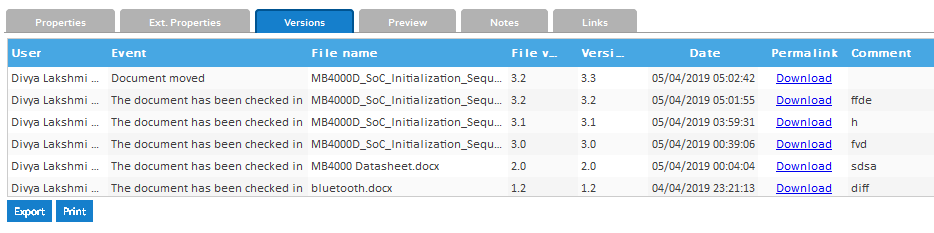 Properties Ext. Properties Versions Preview Notes Links
User Event File name File v... Versi... Date Permalink Comment
Divya Lakshmi ... Document moved MB4000D_SoC_Initialization_Sequ... 3.2 3.3 05/04/2019 05:02:42 Download
Divya Lakshmi ... The document has been checked in MB4000D_SoC_Initialization_Sequ... 3.2 3.2 05/04/2019 05:01:55 Download ffde
Divya Lakshmi ... The document has been checked in MB4000D_SoC_Initialization_Sequ... 3.1 3.1 05/04/2019 03:59:31 Download h
Divya Lakshmi ... The document has been checked in MB4000D_SoC_Initialization_Sequ... 3.0 3.0 05/04/2019 00:39:06 Download fvd
Divya Lakshmi ... The document has been checked in MB4000 Datasheet.docx 2.0 2.0 05/04/2019 00:04:04 Download sdsa
Divya Lakshmi ... The document has been checked in bluetooth.docx 1.2 1.2 04/04/2019 23:21:13 Download diff
Export Print